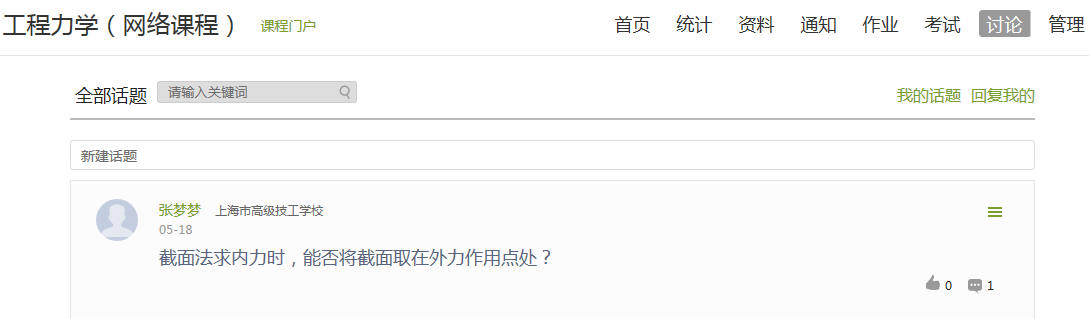 工程力学（网络课程） 课程门户 首页 统计 资料 通知 作业 考试 讨论 管理
全部话题 请输入关键词 我的话题 回复我的
新建话题
张梦梦 上海市高级技工学校
05-18
截面法求内力时，能否将截面取在外力作用点处？
0 1